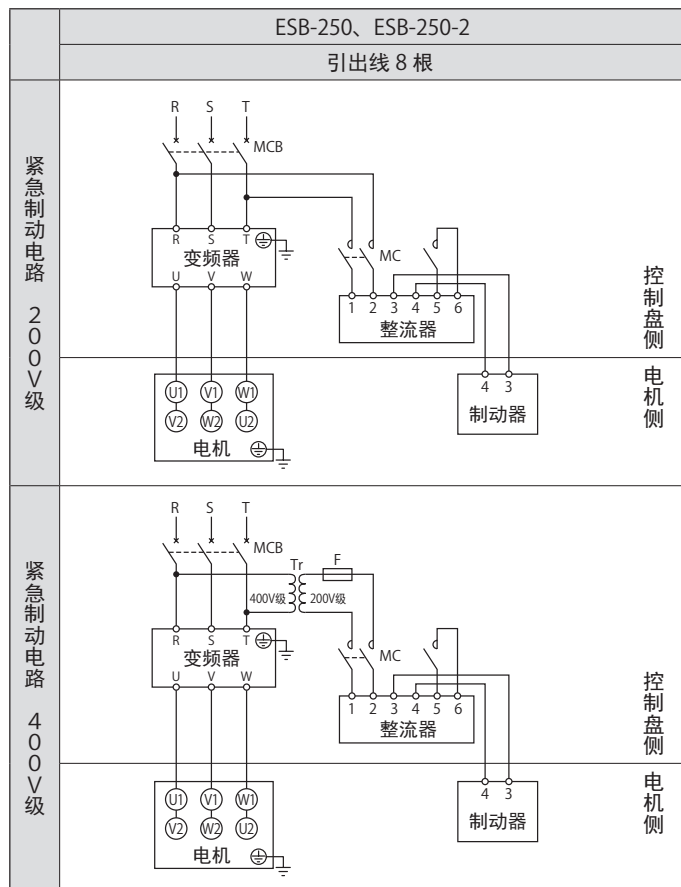 ESB-250、ESB-250-2
引出线 8 根
紧急制动电路 200V级
R S T
MCB
R S T
变频器
U V W
MC
1 2 3 4 5 6
整流器
控制盘侧
U1 V1 W1
V2 W2 U2
电机
4 3
制动器
电机侧
紧急制动电路 400V级
R S T
MCB
Tr F
400V级 200V级
R S T
变频器
U V W
MC
1 2 3 4 5 6
整流器
控制盘侧
U1 V1 W1
V2 W2 U2
电机
4 3
制动器
电机侧